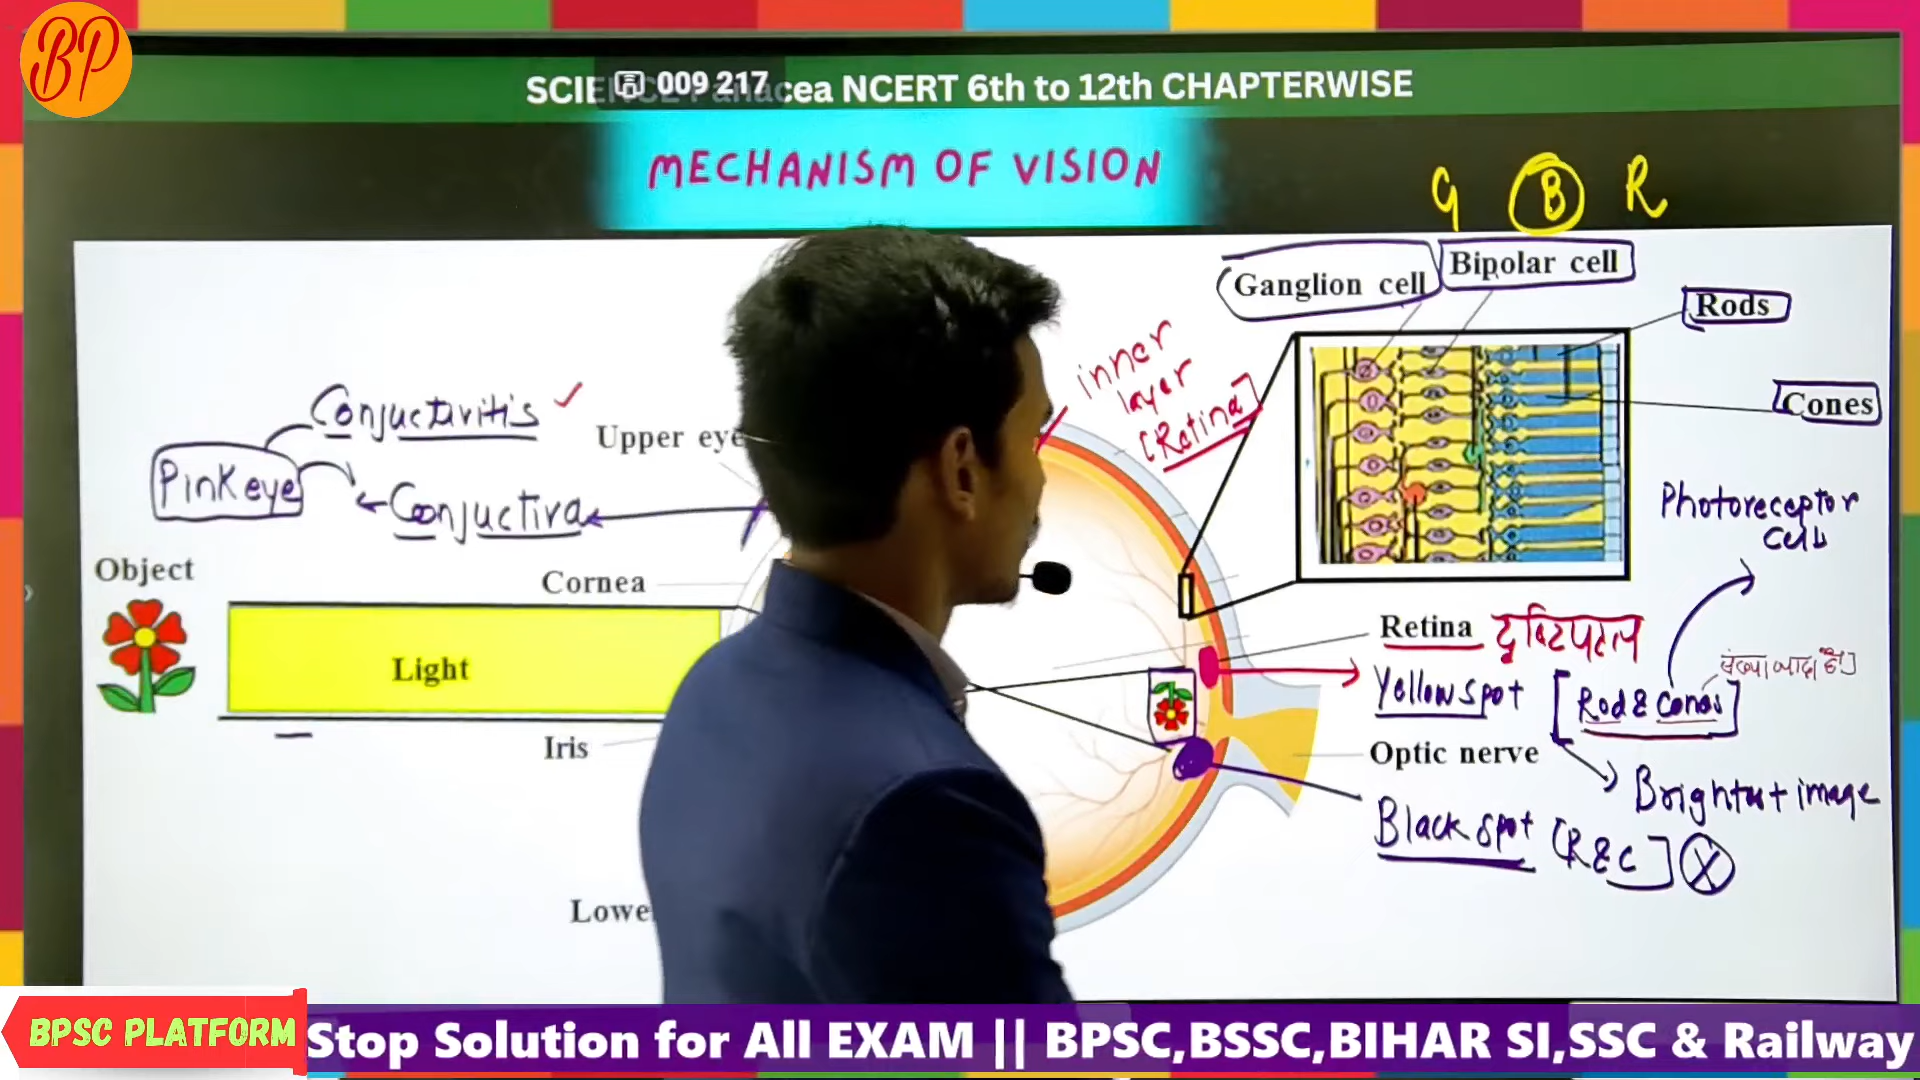 BP
SCIE
009 217
cea NCERT 6th to 12th CHAPTERWISE
MECHANISM OF VISION
G B R
Ganglion cell
Bipolar cell
Rods
Cones
inner
layer
[Retina]
Conjuctivitis
Pinkeye
Conjuctiva
Upper eye
Object
Cornea
Light
Iris
Lowe
Photoreceptor
Cell
Retina दृष्टिपटल
Yellow spot [Rod & Cones]
Optic nerve
Brightest image
Black spot [R & C] X
BPSC PLATFORM
Stop Solution for All EXAM || BPSC,BSSC,BIHAR SI,SSC & Railway